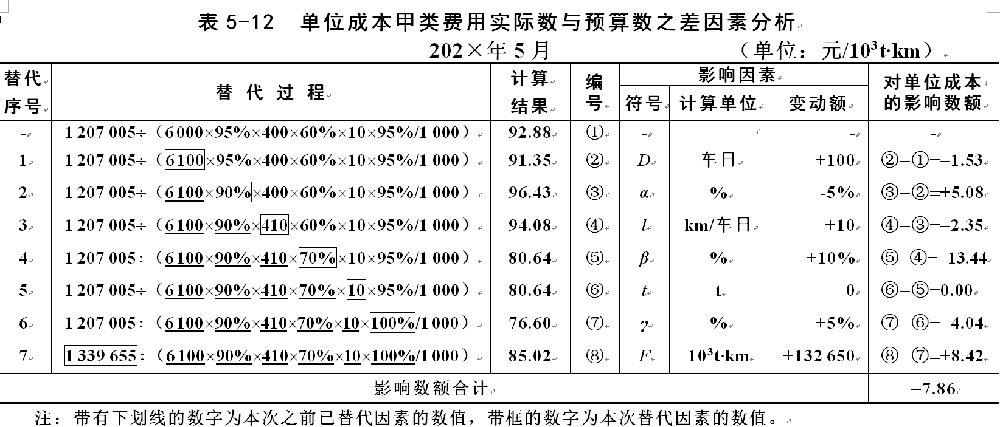 表 5-12 单位成本甲类费用实际数与预算数之差因素分析
202×年 5 月 （单位：元/10³t·km）
替代序号 替代过程 计算结果 编号 影响因素 对单位成本的影响数额
符号 计算单位 变动额
- 1 207 005÷（6 000×95%×400×60%×10×95%/1 000） 92.88 ① - - -
1 1 207 005÷（6 100×95%×400×60%×10×95%/1 000） 91.35 ② D 车日 +100 ②−①=−1.53
2 1 207 005÷（6 100×90%×400×60%×10×95%/1 000） 96.43 ③ α % -5% ③−②=+5.08
3 1 207 005÷（6 100×90%×410×60%×10×95%/1 000） 94.08 ④ l km/车日 +10 ④−③=−2.35
4 1 207 005÷（6 100×90%×410×70%×10×95%/1 000） 80.64 ⑤ β % +10% ⑤−④=−13.44
5 1 207 005÷（6 100×90%×410×70%×10×95%/1 000） 80.64 ⑥ t t 0 ⑥−⑤=0.00
6 1 207 005÷（6 100×90%×410×70%×10×100%/1 000） 76.60 ⑦ γ % +5% ⑦−⑥=−4.04
7 1 339 655÷（6 100×90%×410×70%×10×100%/1 000） 85.02 ⑧ F 10³t·km +132 650 ⑧−⑦=+8.42
影响数额合计 −7.86
注：带有下划线的数字为本次之前已替代因素的数值，带框的数字为本次替代因素的数值。